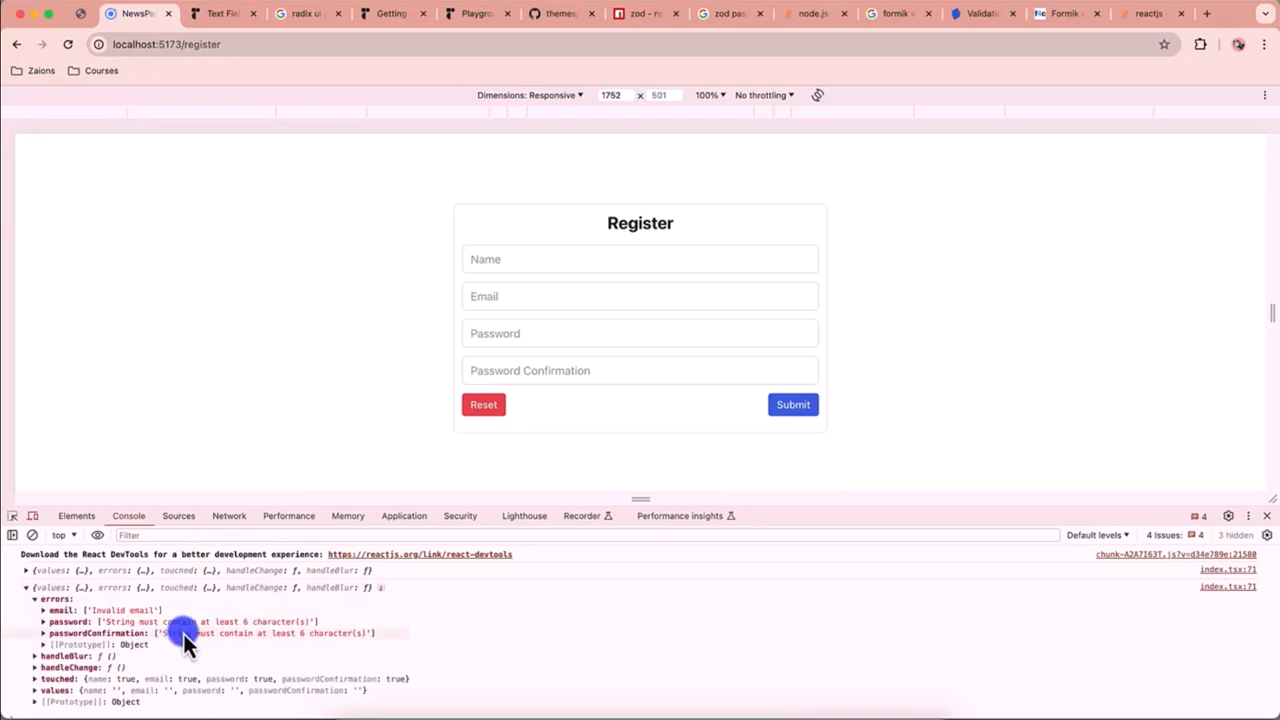 NewsPa
Text Fiel
radix ui
Getting
Playgro
themes/
zod - np
zod pas
node.js
formik v
Validati
Formik
reactjs
localhost:5173/register
Zaions
Courses
Dimensions: Responsive
1752
x
501
100%
No throttling
Register
Name
Email
Password
Password Confirmation
Reset
Submit
Elements
Console
Sources
Network
Performance
Memory
Application
Security
Lighthouse
Recorder
Performance insights
4
top
Filter
Default levels
4 Issues:
4
3 hidden
Download the React DevTools for a better development experience: https://reactjs.org/link/react-devtools
chunk-A2A7I63T.js?v=d34e789e:21580
{values: {…}, errors: {…}, touched: {…}, handleChange: ƒ, handleBlur: ƒ}
index.tsx:71
{values: {…}, errors: {…}, touched: {…}, handleChange: ƒ, handleBlur: ƒ}
index.tsx:71
errors:
email: ['Invalid email']
password: ['String must contain at least 6 character(s)']
passwordConfirmation: ['String must contain at least 6 character(s)']
[[Prototype]]: Object
handleBlur: ƒ ()
handleChange: ƒ ()
touched: {name: true, email: true, password: true, passwordConfirmation: true}
values: {name: '', email: '', password: '', passwordConfirmation: ''}
[[Prototype]]: Object